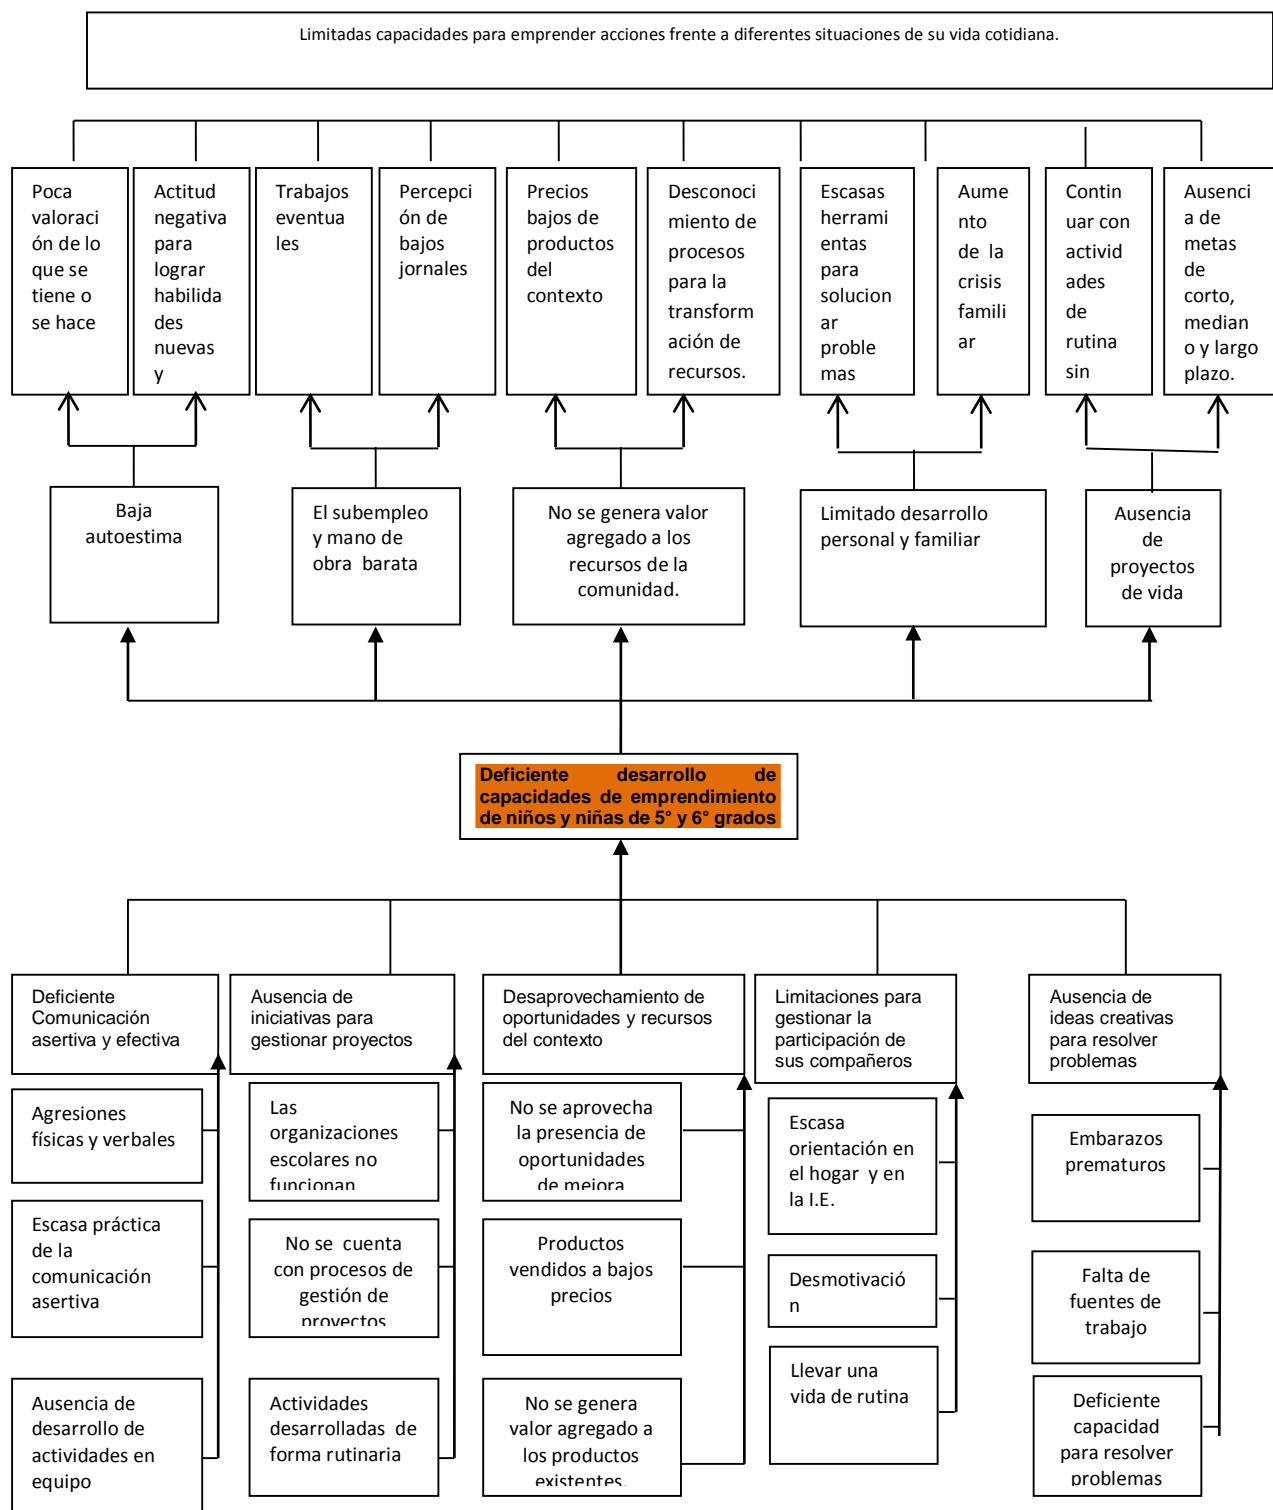 Limitadas capacidades para emprender acciones frente a diferentes situaciones de su vida cotidiana.
Poca
valoraci
ón de lo
que se
tiene o
se hace
Actitud
negativa
para
lograr
habilida
des
nuevas y
Trabajos
eventua
les
Percepci
ón de
bajos
jornales
Precios
bajos de
productos
del
contexto
Desconoci
miento de
procesos
para la
transform
ación de
recursos.
Escasas
herrami
entas
para
solucion
ar
proble
mas
Aume
nto
de la
crisis
famili
ar
Contin
uar con
activid
ades
de
rutina
sin
Ausenci
a de
metas
de
corto,
median
o y largo
plazo.
Baja
autoestima
El subempleo
y mano de
obra barata
No se genera valor
agregado a los
recursos de la
comunidad.
Limitado desarrollo
personal y familiar
Ausencia
de
proyectos
de vida
Deficiente desarrollo de
capacidades de emprendimiento
de niños y niñas de 5° y 6° grados
Deficiente
Comunicación
asertiva y efectiva
Ausencia de
iniciativas para
gestionar proyectos
Desaprovechamiento de
oportunidades y recursos
del contexto
Limitaciones para
gestionar la
participación de
sus compañeros
Ausencia de
ideas creativas
para resolver
problemas
Agresiones
físicas y verbales
Escasa práctica
de la
comunicación
asertiva
Ausencia de
desarrollo de
actividades en
equipo
Las
organizaciones
escolares no
funcionan
No se cuenta
con procesos de
gestión de
proyectos
Actividades
desarrolladas de
forma rutinaria
No se aprovecha
la presencia de
oportunidades
de mejora
Productos
vendidos a bajos
precios
No se genera
valor agregado a
los productos
existentes.
Escasa
orientación en
el hogar y en
la I.E.
Desmotivació
n
Llevar una
vida de rutina
Embarazos
prematuros
Falta de
fuentes de
trabajo
Deficiente
capacidad
para resolver
problemas